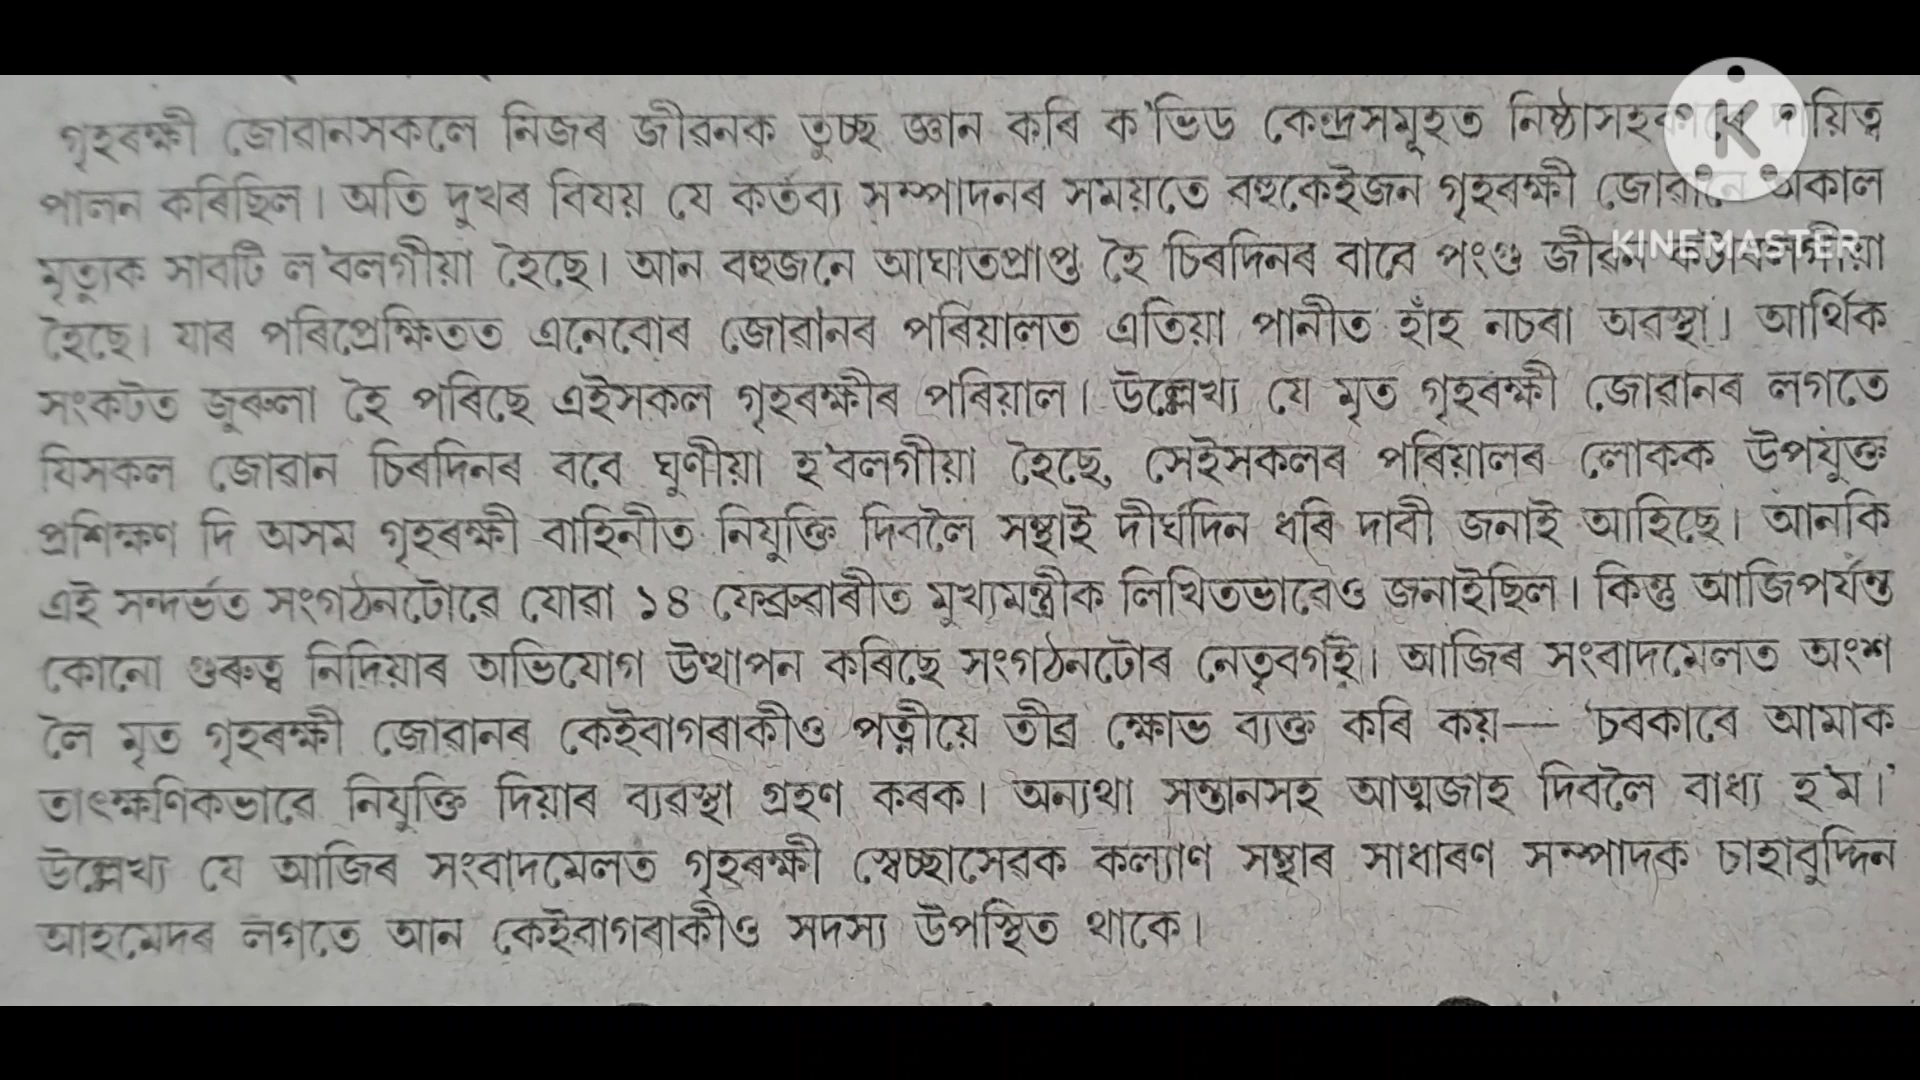 গৃহৰক্ষী জোৱানসকলে নিজৰ জীৱনক তুচ্ছ জ্ঞান কৰি ক'ভিড কেন্দ্ৰসমূহত
পালন কৰিছিল। অতি দুখৰ বিষয় যে কৰ্তব্য সম্পাদনৰ সময়তে বহুকেইজন গৃহৰক্ষী জোৱানে অকাল
মৃত্যুক সাবটি ল'বলগীয়া হৈছে। আন বহুজনে আঘাতপ্ৰাপ্ত হৈ চিৰদিনৰ বাবে পংগু জীৱন
হৈছে। যাৰ পৰিপ্ৰেক্ষিতত এনেবোৰ জোৱানৰ পৰিয়ালত এতিয়া পানীত হাঁহ নচৰা অৱস্থা। আৰ্থিক
সংকটত জুৰুলা হৈ পৰিছে এইসকল গৃহৰক্ষীৰ পৰিয়াল। উল্লেখ্য যে মৃত গৃহৰক্ষী জোৱানৰ লগতে
যিসকল জোৱান চিৰদিনৰ বাবে ঘুণীয়া হ'বলগীয়া হৈছে, সেইসকলৰ পৰিয়ালৰ লোকক উপযুক্ত
প্ৰশিক্ষণ দি অসম গৃহৰক্ষী বাহিনীত নিযুক্তি দিবলৈ সন্থাই দীৰ্ঘদিন ধৰি দাবী জনাই আহিছে। আনকি
এই সন্দৰ্ভত সংগঠনটোৱে যোৱা ১৪ ফেব্ৰুৱাৰীত মুখ্যমন্ত্ৰীক লিখিতভাৱেও জনাইছিল। কিন্তু আজিপৰ্যন্ত
কোনো গুৰুত্ব নিদিয়াৰ অভিযোগ উত্থাপন কৰিছে সংগঠনটোৰ নেতৃবৰ্গই। আজিৰ সংবাদমেলত অংশ
লৈ মৃত গৃহৰক্ষী জোৱানৰ কেইবাগৰাকীও পত্নীয়ে তীব্ৰ ক্ষোভ ব্যক্ত কৰি কয়— 'চৰকাৰে আমাক
তাৎক্ষণিকভাৱে নিযুক্তি দিয়াৰ ব্যৱস্থা গ্ৰহণ কৰক। অন্যথা সন্তানসহ আত্মজাহ দিবলৈ বাধ্য হ'ম।'
উল্লেখ্য যে আজিৰ সংবাদমেলত গৃহৰক্ষী স্বেচ্ছাসেৱক কল্যাণ সন্থাৰ সাধাৰণ সম্পাদক চাহাবুদ্দিন
আহমেদৰ লগতে আন কেইবাগৰাকীও সদস্য উপস্থিত থাকে।
KINEMASTER